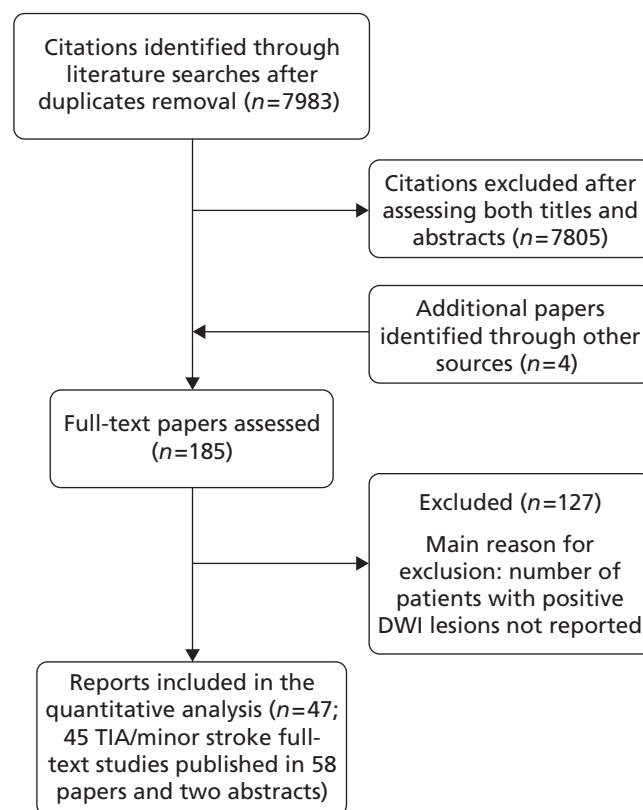 Citations identified through
literature searches after
duplicates removal (n=7983)
Citations excluded after
assessing both titles and
abstracts (n=7805)
Additional papers
identified through other
sources (n=4)
Full-text papers assessed
(n=185)
Excluded (n=127)
Main reason for
exclusion: number of
patients with positive
DWI lesions not reported
Reports included in the
quantitative analysis (n=47;
45 TIA/minor stroke full-
text studies published in 58
papers and two abstracts)